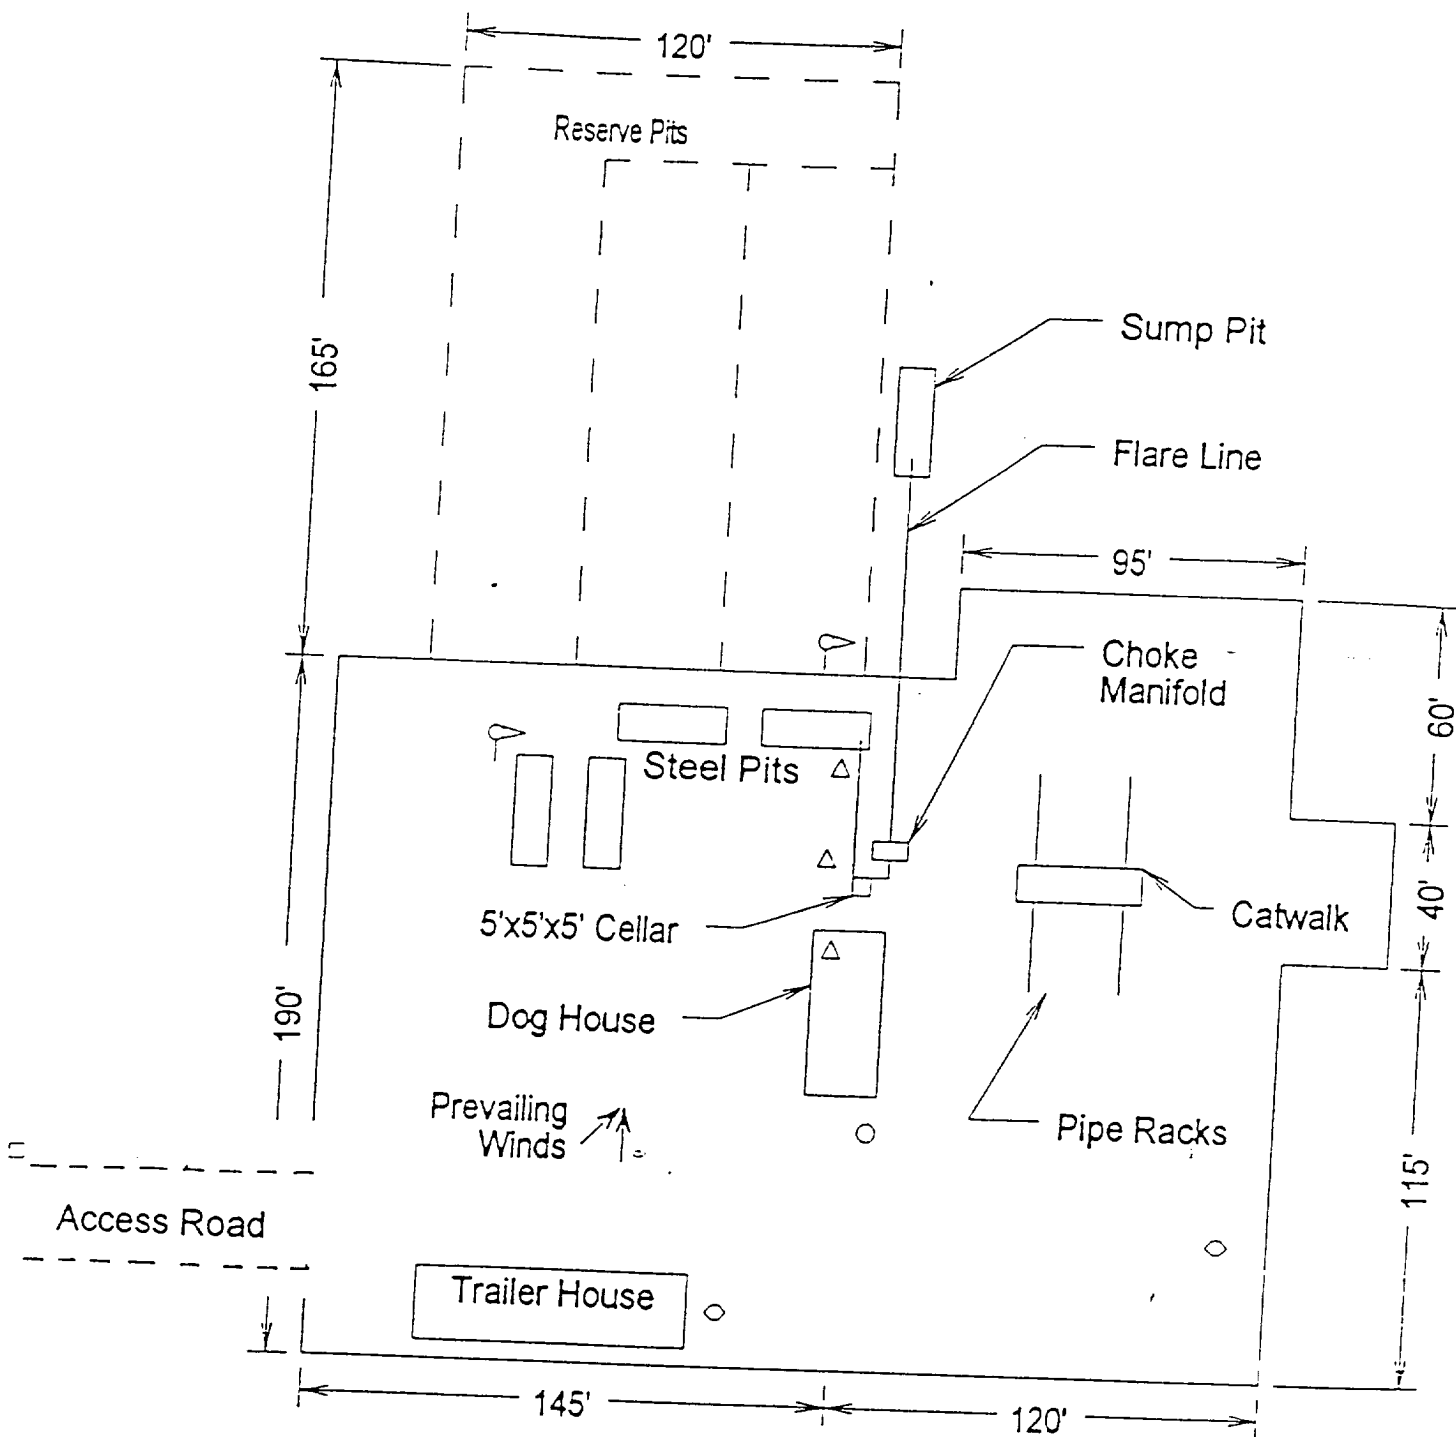 120'
Reserve Pits
165'
Sump Pit
Flare Line
95'
Choke
Manifold
60'
Steel Pits
40'
5'x5'x5' Cellar
Catwalk
Dog House
190'
Prevailing
Winds
Pipe Racks
115'
Access Road
Trailer House
145'
120'